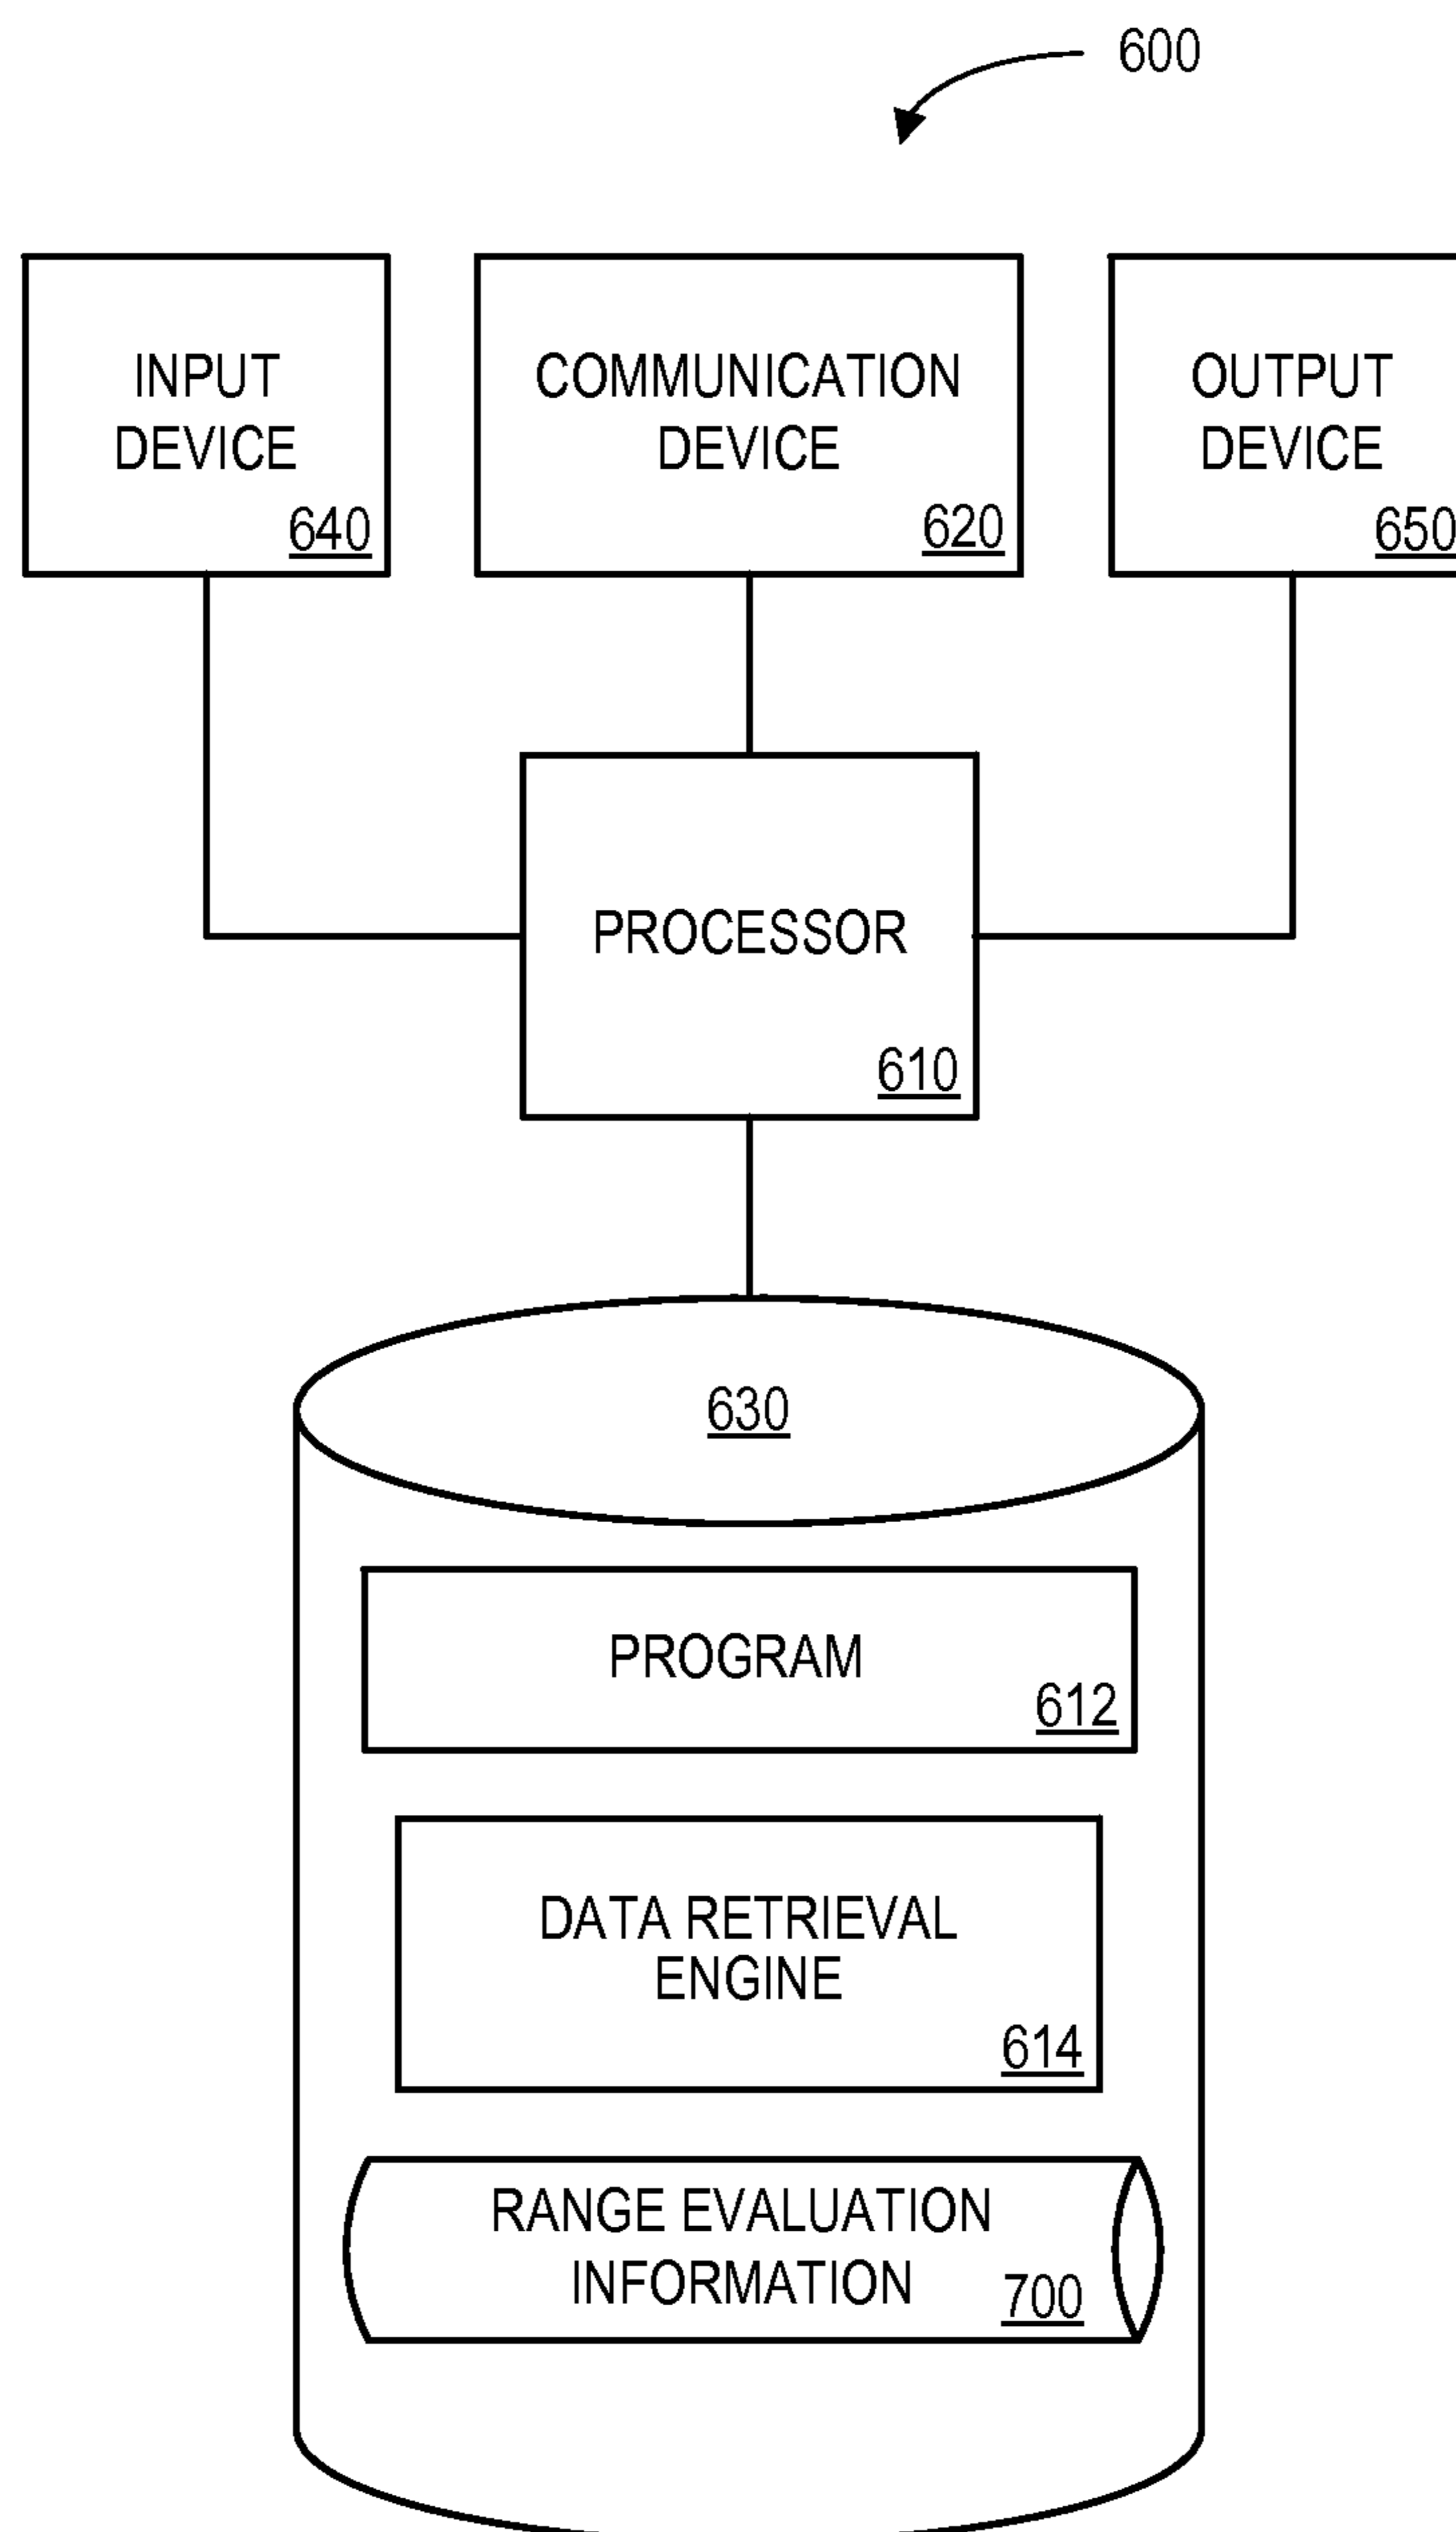 600
INPUT
DEVICE
640
COMMUNICATION
DEVICE
620
OUTPUT
DEVICE
650
PROCESSOR
610
630
PROGRAM
612
DATA RETRIEVAL
ENGINE
614
RANGE EVALUATION
INFORMATION
700